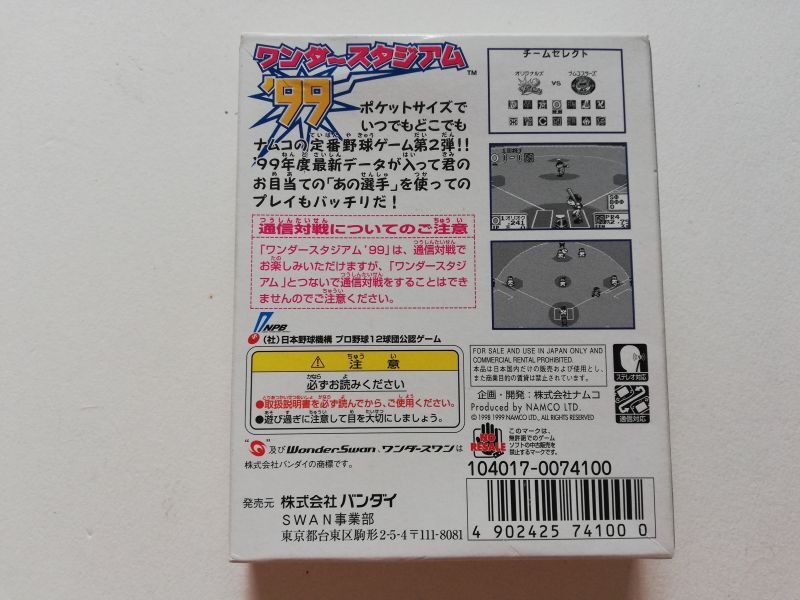 ワンダースタジアム
'99
TM
ポケットサイズで
いつでもどこでも
ナムコの定番野球ゲーム第2弾!!
'99年度最新データが入って君の
お目当ての「あの選手」を使っての
プレイもバッチリだ!
通信対戦についてのご注意
「ワンダースタジアム'99」は、通信対戦で
お楽しみいただけますが、「ワンダースタジ
アム」とつないで通信対戦をすることはでき
ませんのでご注意ください。
NPB
(社)日本野球機構 プロ野球12球団公認ゲーム
注意
必ずお読みください
●取扱説明書を必ず読んでから、ご使用ください。
●遊び過ぎに注意して目を大切にしましょう。
" " 及び WonderSwan、ワンダースワンは
株式会社バンダイの商標です。
発売元 株式会社 バンダイ
SWAN事業部
東京都台東区駒形2-5-4〒111-8081
チームセレクト
オリジナルズ
VS
ナムコスターズ
1-1
241
FOR SALE AND USE IN JAPAN ONLY AND
COMMERCIAL RENTAL PROHIBITED.
本品は日本国内だけの販売および使用とし、
また商業目的の賃貸は禁止されています。
ステレオ対応
企画・開発:株式会社ナムコ
Produced by NAMCO LTD.
© 1998 1999 NAMCO LTD., ALL RIGHTS RESERVED
通信対応
NO RESALE
このマークは、
無許諾でのゲーム
ソフトの中古販売を
禁止するマークです。
104017-0074100
4 902425 74100 0